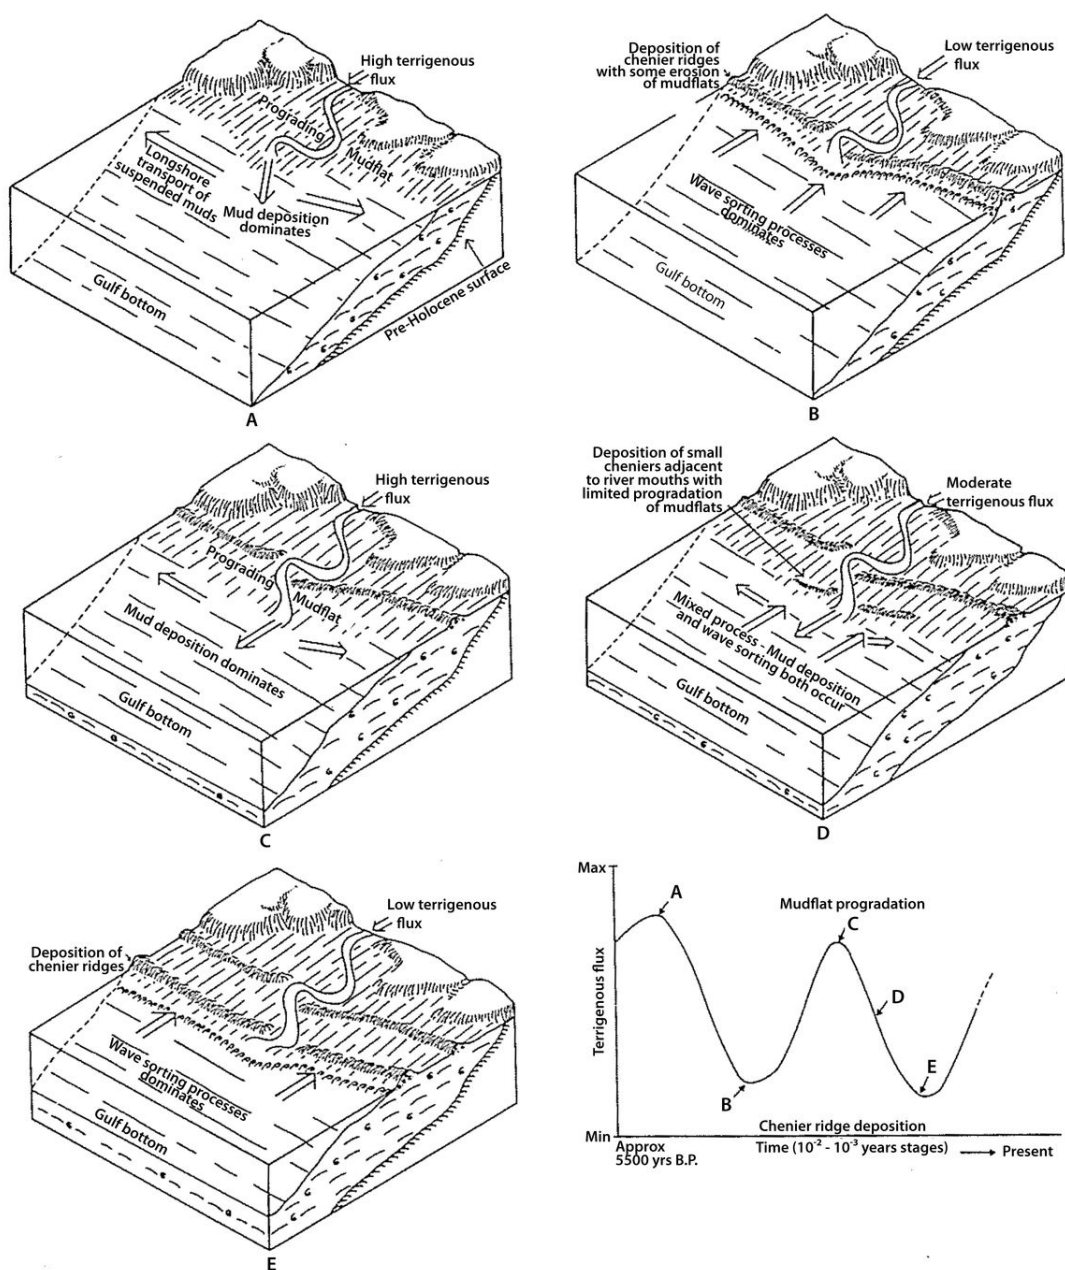 High terrigenous
flux
Prograding
Mudflat
Longshore
transport of
suspended muds
Mud deposition
dominates
Gulf bottom
Pre-Holocene surface
A
Deposition of
chenier ridges
with some erosion
of mudflats
Low terrigenous
flux
Wave sorfing processes
dominates
Gulf bottom
B
High terrigenous
flux
Prograding
Mudflat
Mud deposition dominates
Gulf bottom
C
Deposition of small
cheniers adjacent
to river mouths with
limited progradation
of mudflats
Moderate
terrigenous flux
Mixed process - Mud deposition
and wave sorting both occur
Gulf bottom
D
Low terrigenous
flux
Deposition of
chenier ridges
Wave sorting processes
dominates
Gulf bottom
E
Max
A
Mudflat progradation
C
Terrigenous flux
D
E
B
Chenier ridge deposition
Min
Approx
5500 yrs B.P.
Time (10⁻² - 10⁻³ years stages)
Present